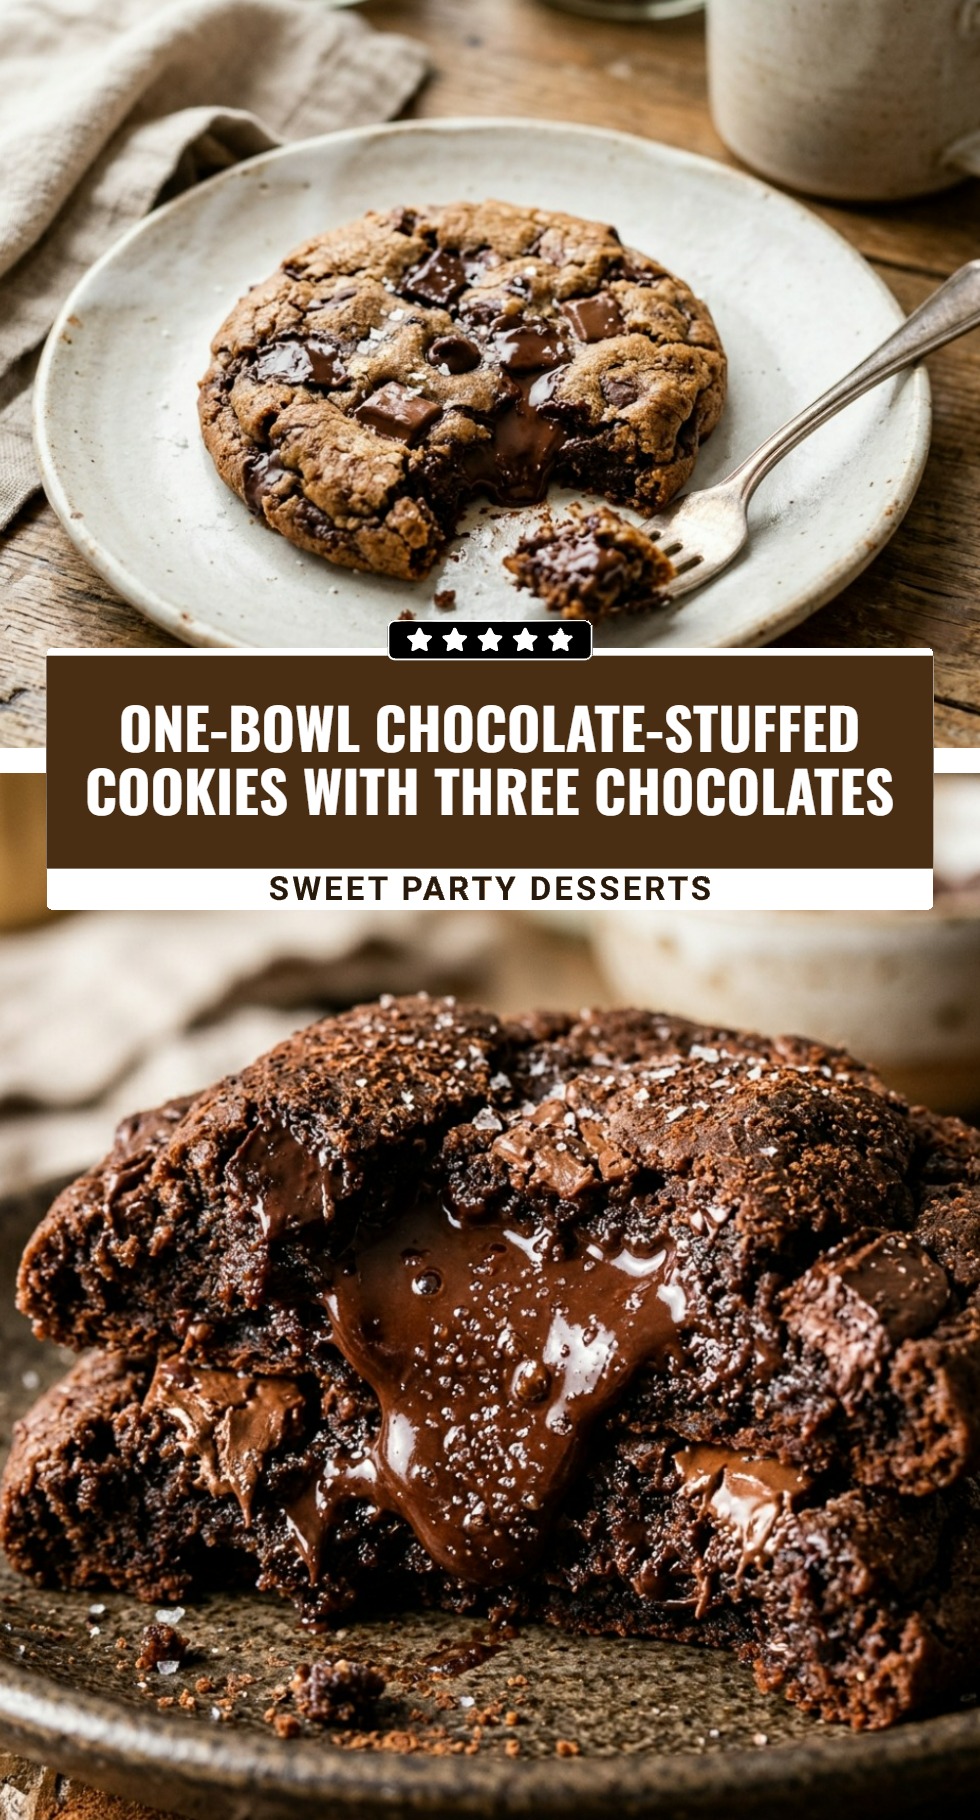 ONE-BOWL CHOCOLATE-STUFFED
COOKIES WITH THREE CHOCOLATES
SWEET PARTY DESSERTS